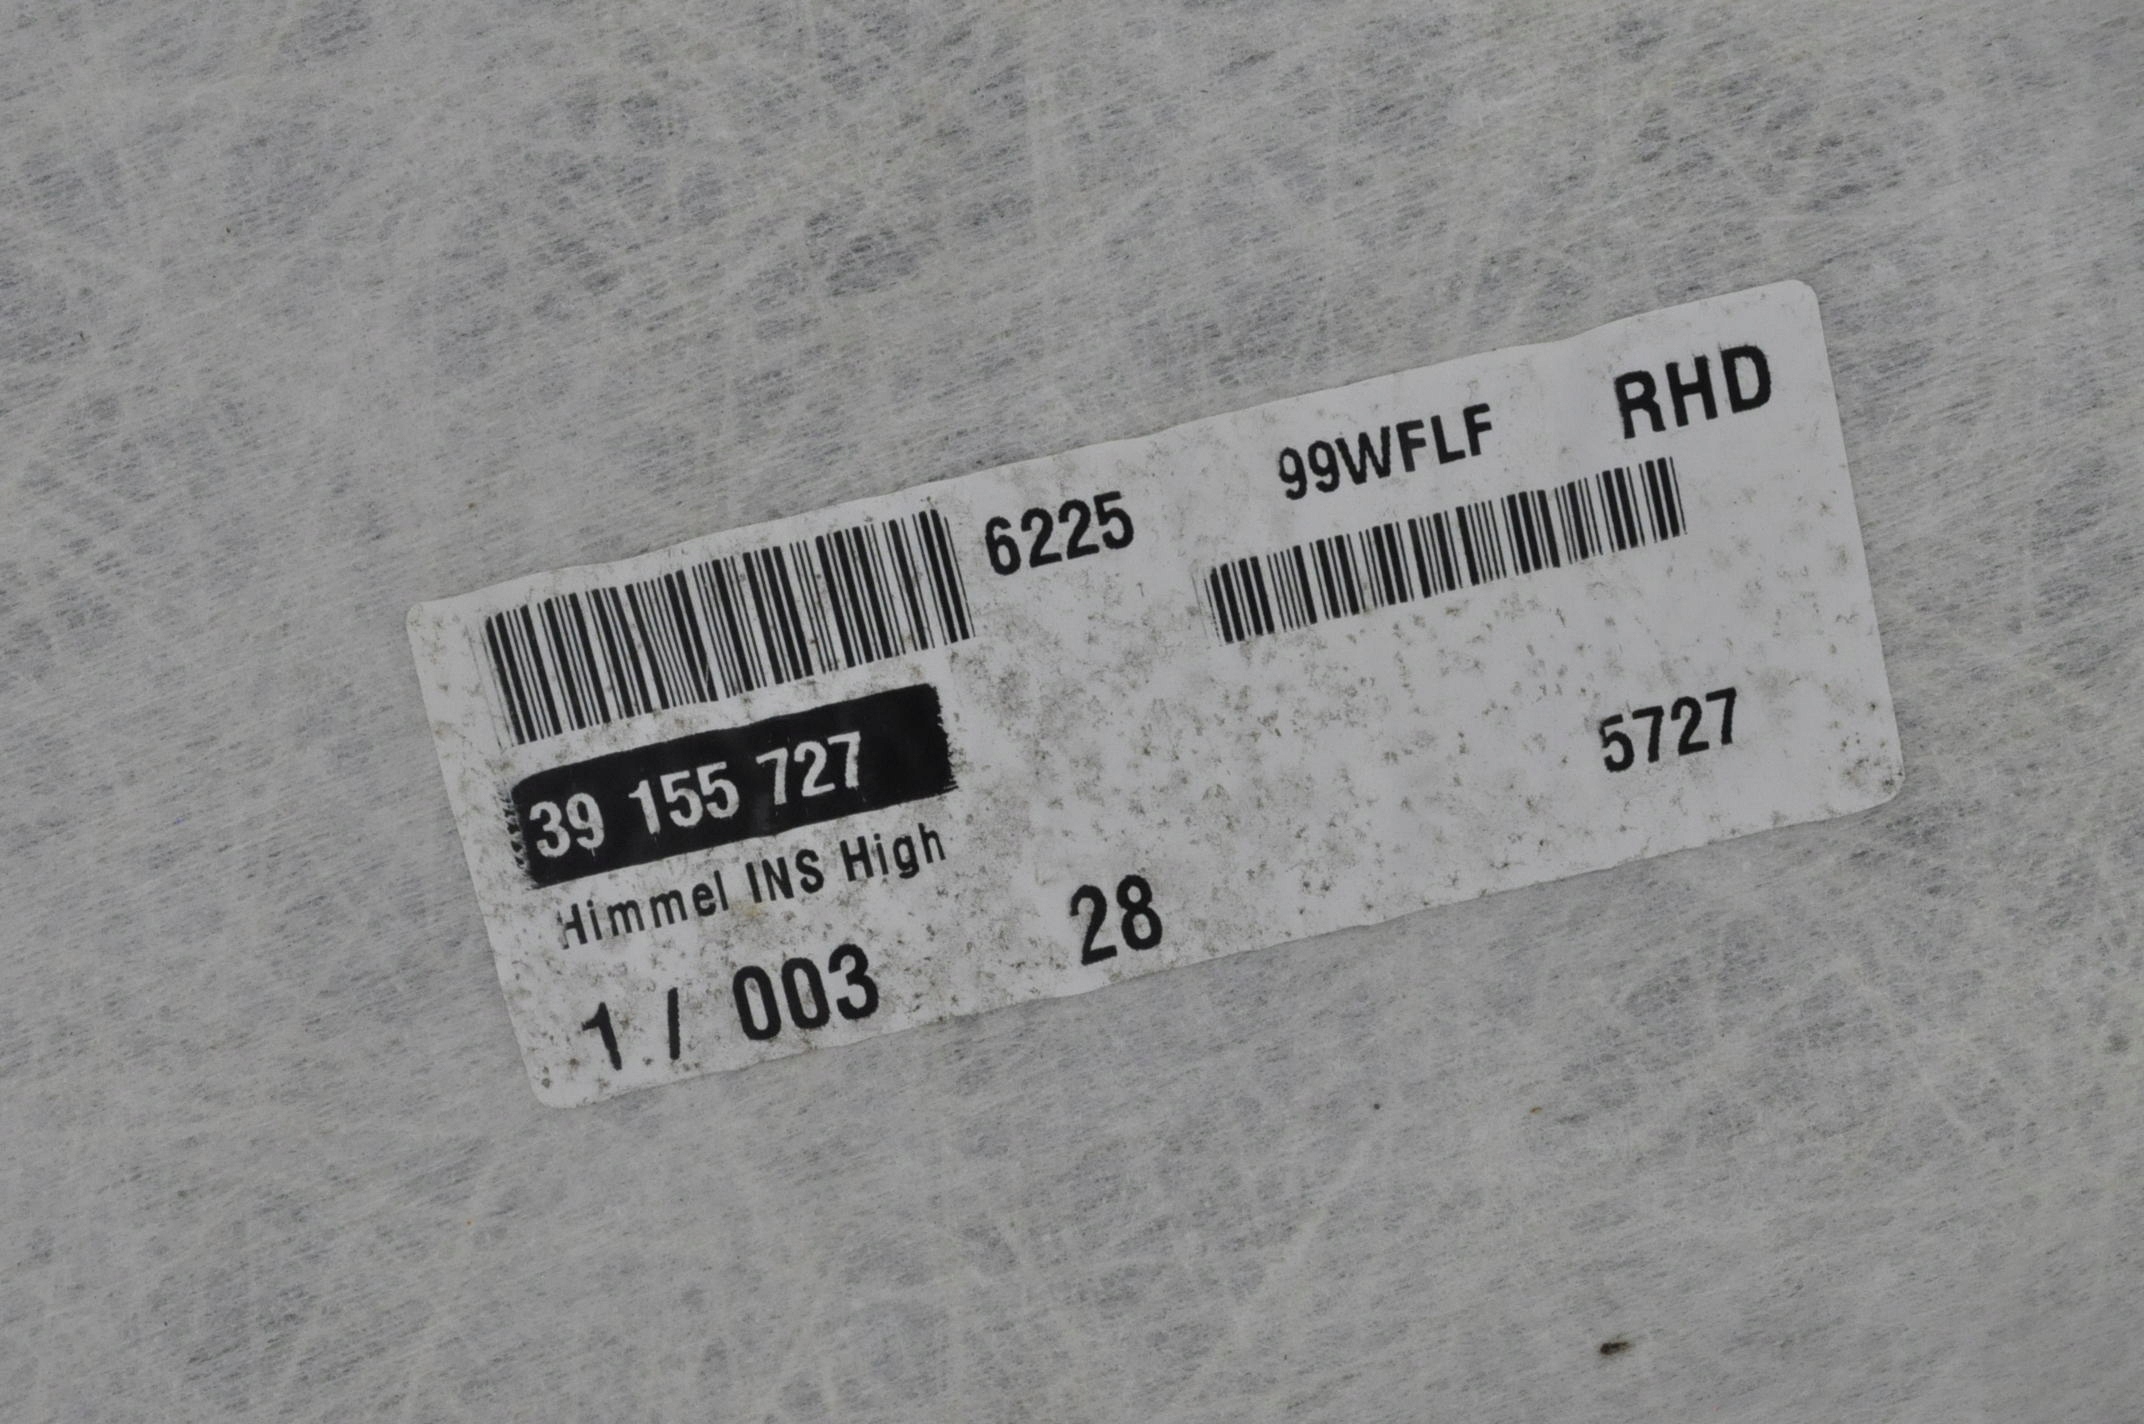 99WFLF RHD
6225
39 155 727
5727
Himmel INS High
1 / 003 28